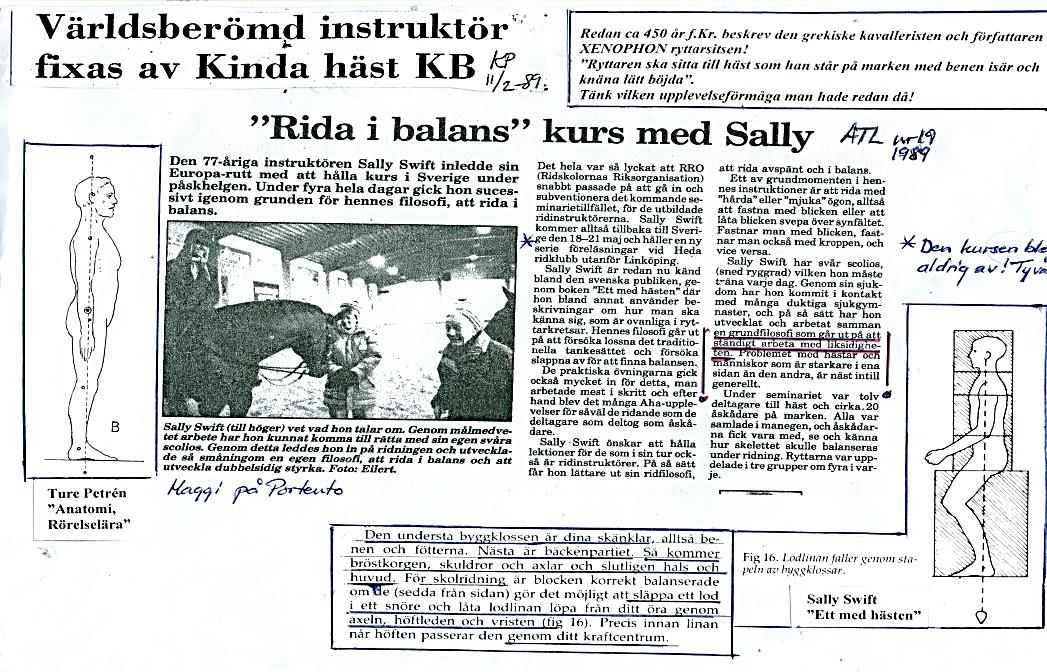 Världsberömd instruktör
fixas av Kinda häst KB
KP
11/2-89.
Redan ca 450 år f.Kr. beskrev den grekiske kavalleristen och författaren
XENOPHON ryttarsitsen!
"Ryttaren ska sitta till häst som han står på marken med benen isär och
knäna lätt böjda".
Tänk vilken upplevelseförmåga man hade redan då!
"Rida i balans" kurs med Sally
ATL nr 19
1989
Den 77-åriga instruktören Sally Swift inledde sin
Europa-rutt med att hålla kurs i Sverige under
påskhelgen. Under fyra hela dagar gick hon suces-
sivt igenom grunden för hennes filosofi, att rida i
balans.
Sally Swift (till höger) vet vad hon talar om. Genom målmedve-
tet arbete har hon kunnat komma till rätta med sin egen svåra
scolios. Genom detta leddes hon in på ridningen och utveckla-
de så småningom en egen filosofi, att rida i balans och att
utveckla dubbelsidig styrka. Foto: Eilert.
Maggi på Portento
Det hela var så lyckat att RRO
(Ridskolornas Riksorganisation)
snabbt passade på att gå in och
subventionera det kommande se-
minarietillfället, för de utbildade
ridinstruktörerna. Sally Swift
kommer alltså tillbaka till Sveri-
ge den 18–21 maj och håller en ny
serie föreläsningar vid Heda
ridklubb utanför Linköping.
Sally Swift är redan nu känd
bland den svenska publiken, ge-
nom boken "Ett med hästen" där
hon bland annat använder be-
skrivningar om hur man ska
känna sig, som är ovanliga i ryt-
tarkretsar. Hennes filosofi går ut
på att försöka lossna det traditio-
nella tankesättet och försöka
slappna av för att finna balansen.
De praktiska övningarna gick
också mycket in för detta, man
arbetade mest i skritt och efter
hand blev det många Aha-upple-
velser för såväl de ridande som de
deltagare som deltog som åskå-
dare.
Sally Swift önskar att hålla
lektioner för de som i sin tur ock-
så är ridinstruktörer. På så sätt
får hon lättare ut sin ridfilosofi,
att rida avspänt och i balans.
Ett av grundmomenten i hen-
nes instruktioner är att rida med
"hårda" eller "mjuka" ögon, alltså
att fastna med blicken eller att
låta blicken svepa över synfältet.
Fastnar man med blicken, fast-
nar man också med kroppen, och
vice versa.
Sally Swift har svår scolios,
(sned ryggrad) vilken hon måste
träna varje dag. Genom sin sjuk-
dom har hon kommit i kontakt
med många duktiga sjukgym-
naster, och på så sätt har hon
utvecklat och arbetat samman
en grundfilosofi som går ut på att
ständigt arbeta med liksidighe-
ten. Problemet med hästar och
människor som är starkare i ena
sidan än den andra, är näst intill
generellt.
Under seminariet var tolv
deltagare till häst och cirka 20
åskådare på marken. Alla var
samlade i manegen, och åskådar-
na fick vara med, se och känna
hur skelettet skulle balanseras
under ridning. Ryttarna var upp-
delade i tre grupper om fyra i var-
je.
* Den kursen ble
aldrig av! Tyvä
B
Ture Petrén
"Anatomi,
Rörelselära"
Den understa byggklossen är dina skänklar, alltså be-
nen och fötterna. Nästa är bäckenpartiet. Så kommer
bröstkorgen, skuldror och axlar och slutligen hals och
huvud. För skolridning är blocken korrekt balanserade
om de (sedda från sidan) gör det möjligt att släppa ett lod
i ett snöre och låta lodlinan löpa från ditt öra genom
axeln, höftleden och vristen (fig 16). Precis innan linan
når höften passerar den genom ditt kraftcentrum.
Fig 16. Lodlinan faller genom sta-
peln av byggklossar.
Sally Swift
"Ett med hästen"